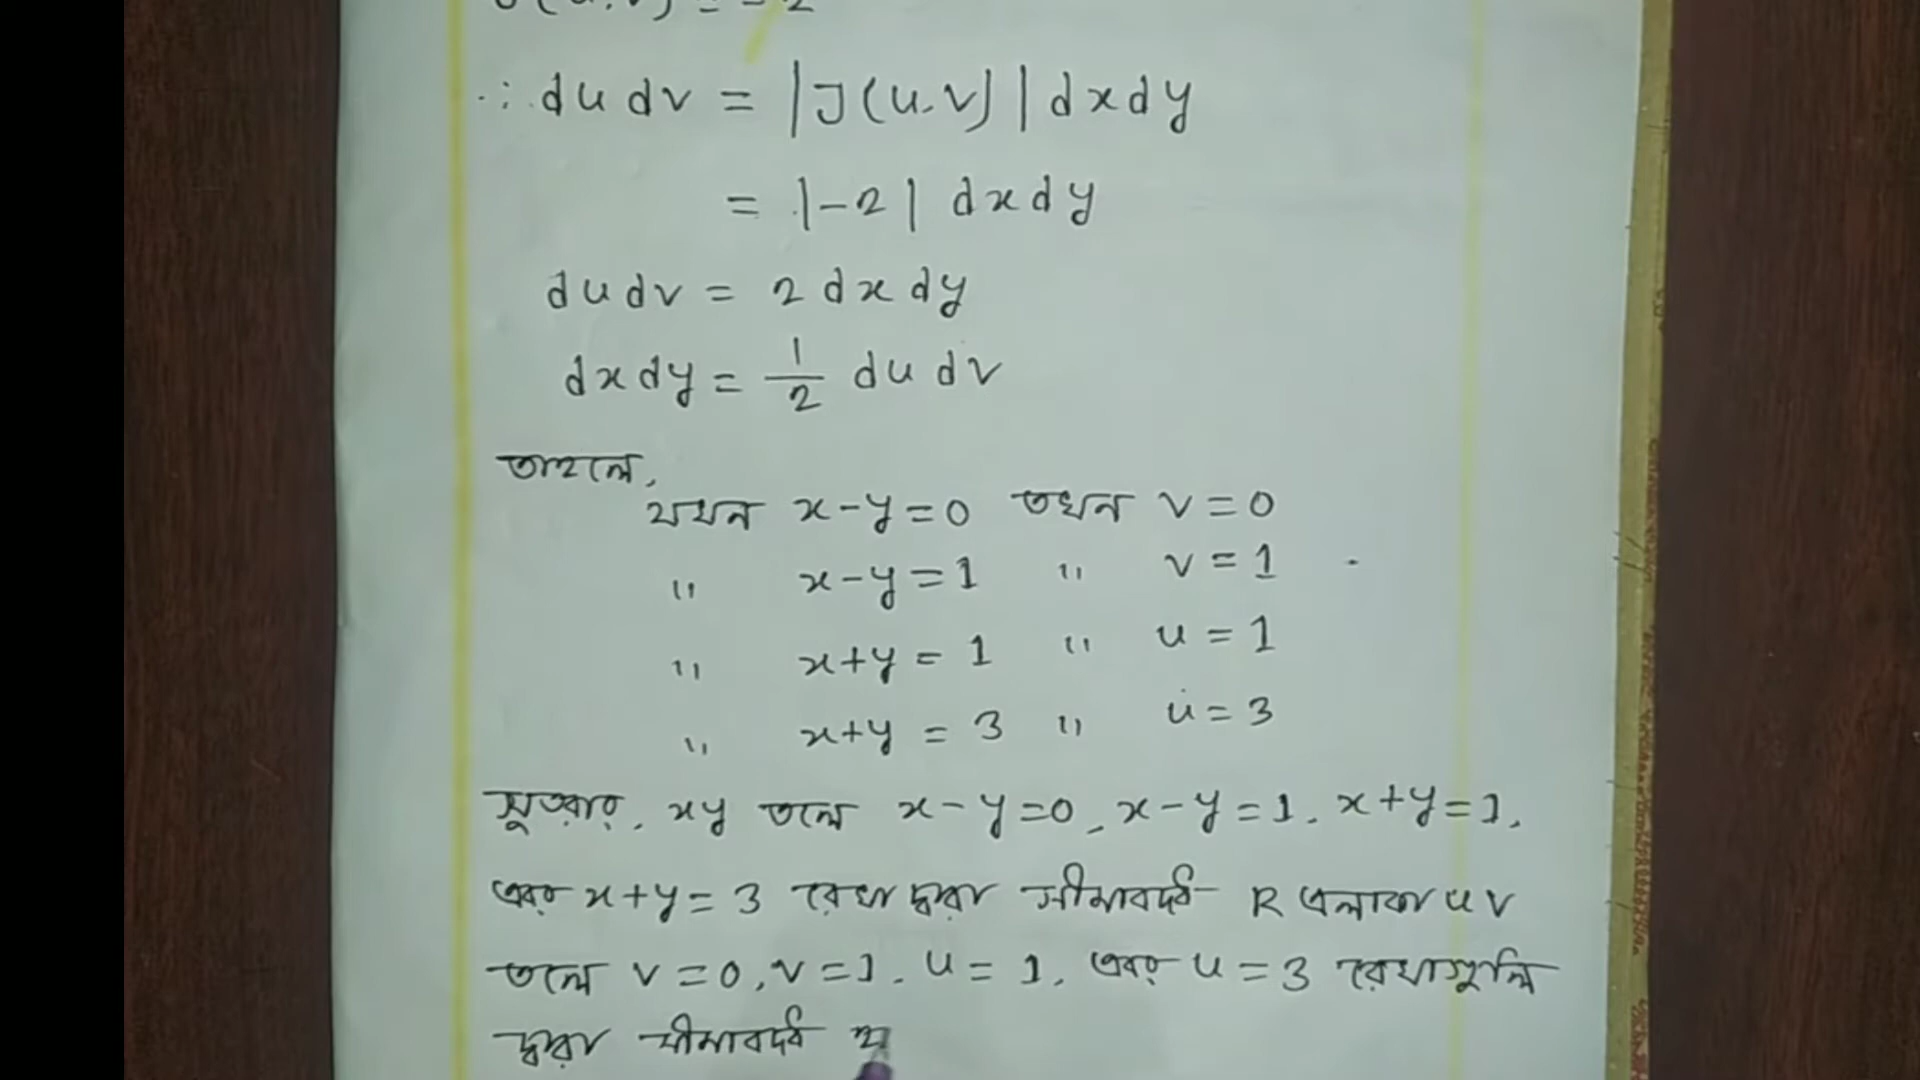 J(u.v) = -2
∴ du dv = |J(u.v)| dx dy
= |-2| dx dy
du dv = 2 dx dy
dx dy = 1/2 du dv
তাহলে,
যখন x-y=0 তখন v=0
" x-y=1 " v=1
" x+y=1 " u=1
" x+y=3 " u=3
সুতরাং, xy তলে x-y=0, x-y=1, x+y=1,
এবং x+y=3 রেখা দ্বারা সীমাবদ্ধ R এলাকা uv
তলে v=0, v=1, u=1, এবং u=3 রেখাগুলি
দ্বারা সীমাবদ্ধ